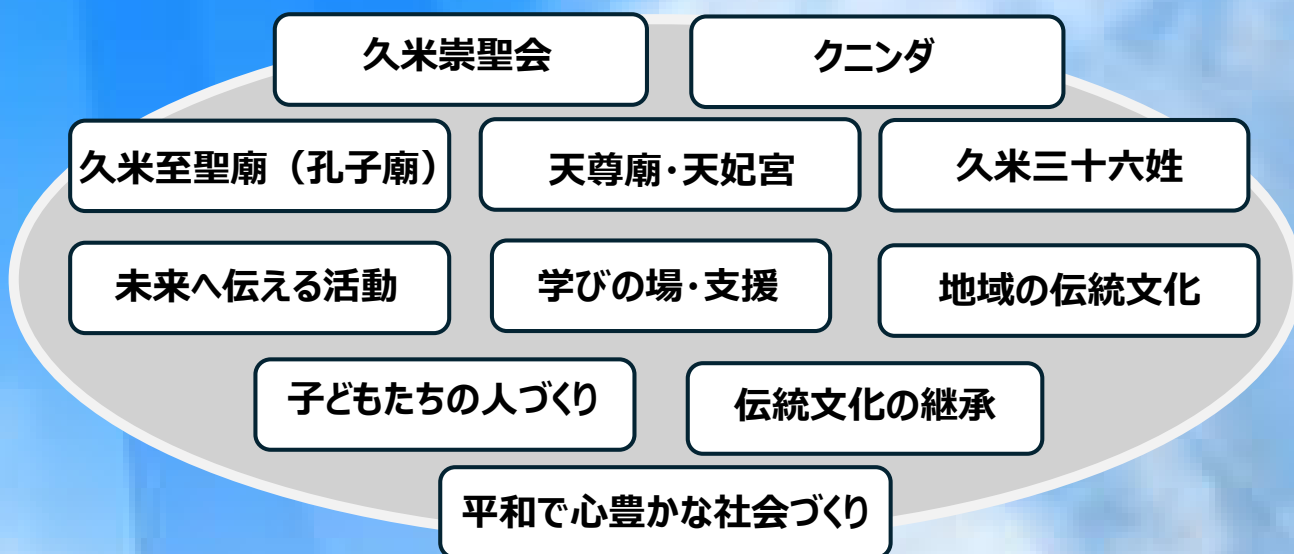 久米崇聖会
クニンダ
久米至聖廟（孔子廟）
天尊廟・天妃宮
久米三十六姓
未来へ伝える活動
学びの場・支援
地域の伝統文化
子どもたちの人づくり
伝統文化の継承
平和で心豊かな社会づくり